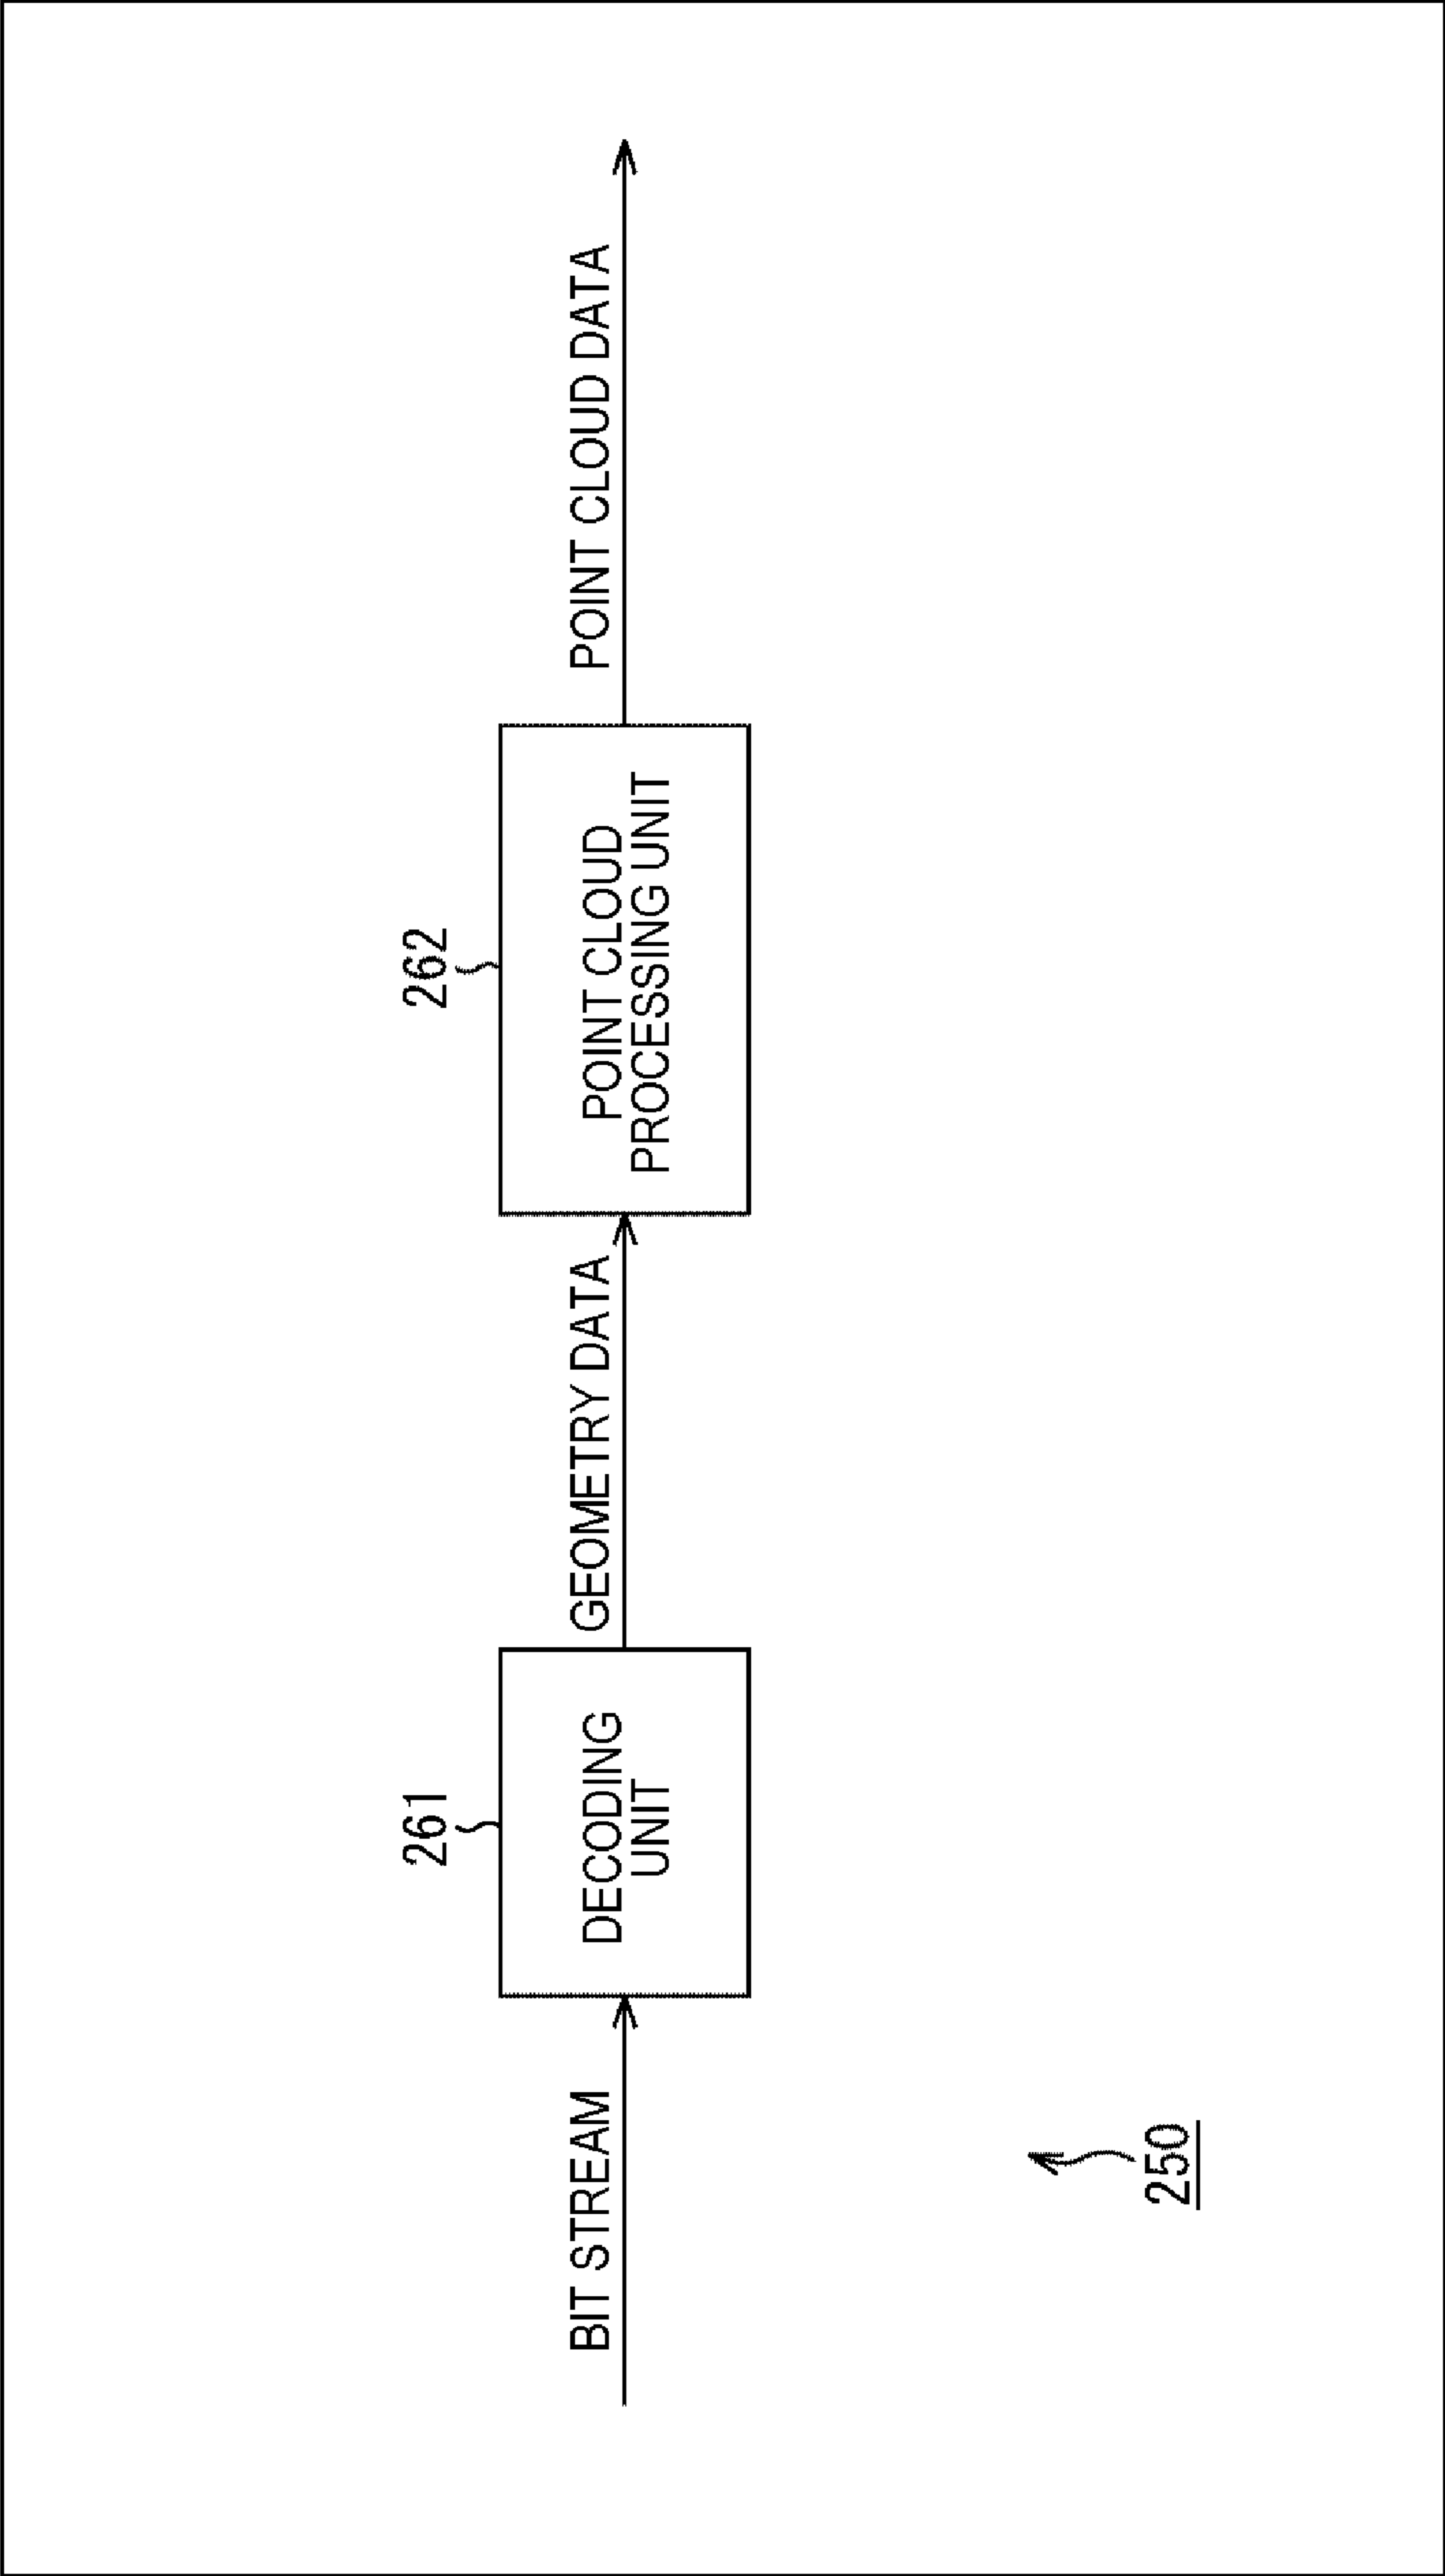 261
262
BIT STREAM
DECODING
UNIT
GEOMETRY DATA
POINT CLOUD
PROCESSING UNIT
POINT CLOUD DATA
250